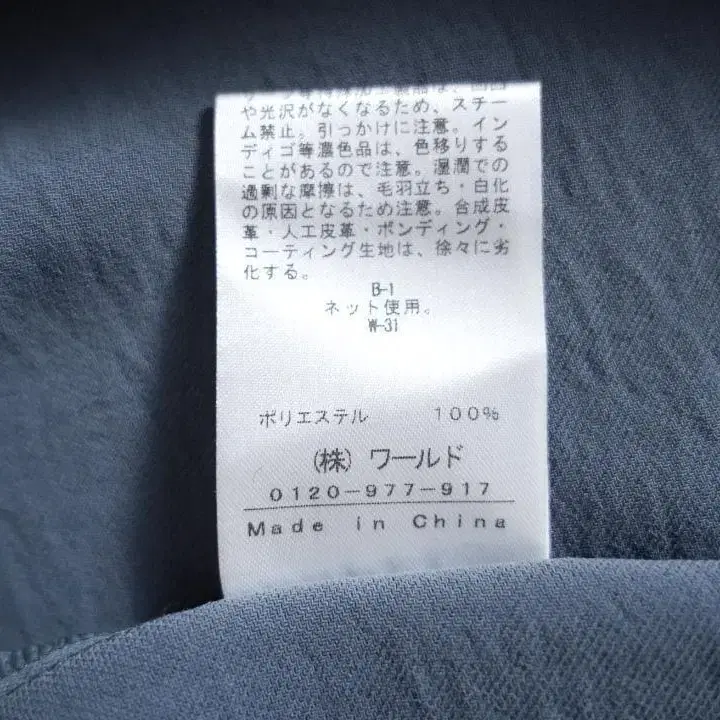 や光沢がなくなるため、スチー
ム禁止。引っかけに注意。イン
ディゴ等濃色品は、色移りする
ことがあるので注意。湿潤での
過剰な摩擦は、毛羽立ち・白化
の原因となるため注意。合成皮
革・人工皮革・ボンディング・
コーティング生地は、徐々に劣
化する。
B-1
ネット使用。
W-31
ポリエステル 100%
(株)ワールド
0120-977-917
Made in China